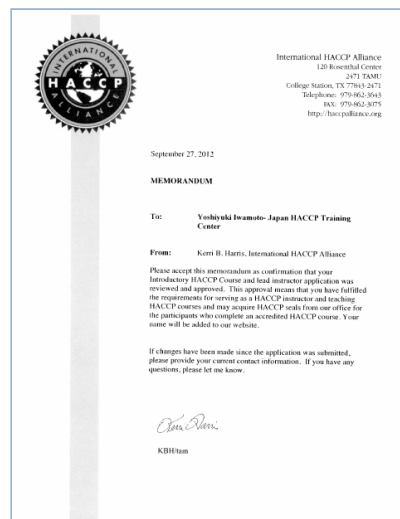 INTERNATIONAL
HACCP
ALLIANCE
International HACCP Alliance
120 Rosenthal Center
2471 TAMU
College Station, TX 77843-2471
Telephone: 979-862-3643
FAX: 979-862-3075
http://haccpalliance.org
September 27, 2012
MEMORANDUM
To: Yoshiyuki Iwamoto- Japan HACCP Training
Center
From: Kerri B. Harris, International HACCP Alliance
Please accept this memorandum as confirmation that your
Introductory HACCP Course and lead instructor application was
reviewed and approved. This approval means that you have fulfilled
the requirements for serving as a HACCP instructor and teaching
HACCP courses and may acquire HACCP seals from our office for
the participants who complete an accredited HACCP course. Your
name will be added to our website.
If changes have been made since the application was submitted,
please provide your current contact information. If you have any
questions, please let me know.
KBH/tam